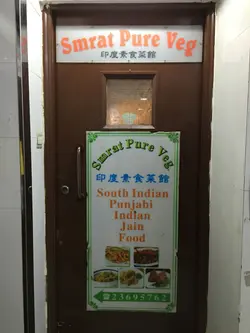 Smrat Pure Veg
印度素食菜館
Smrat Pure Veg
印度素食菜館
South Indian
Punjabi
Indian
Jain
Food
☎23695762